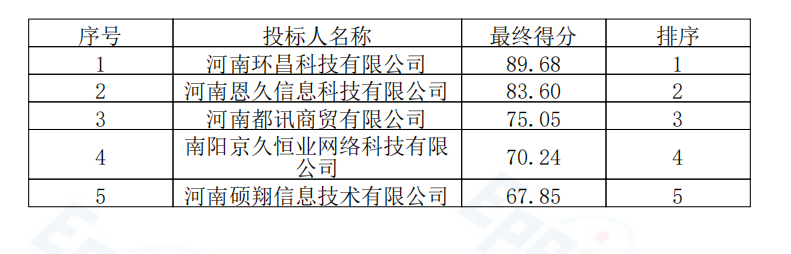 序号 投标人名称 最终得分 排序
1 河南环昌科技有限公司 89.68 1
2 河南恩久信息科技有限公司 83.60 2
3 河南都讯商贸有限公司 75.05 3
4 南阳京久恒业网络科技有限公司 70.24 4
5 河南硕翔信息技术有限公司 67.85 5